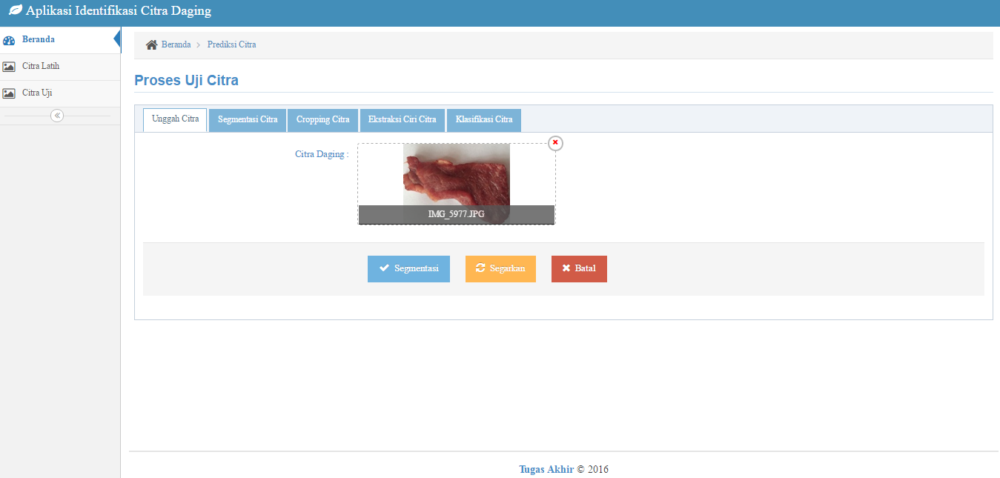 Aplikasi Identifikasi Citra Daging
Beranda
Citra Latih
Citra Uji
Beranda > Prediksi Citra
Proses Uji Citra
Unggah Citra Segmentasi Citra Cropping Citra Ekstraksi Ciri Citra Klasifikasi Citra
Citra Daging :
IMG_5977.JPG
Segmentasi Segarkan Batal
Tugas Akhir © 2016